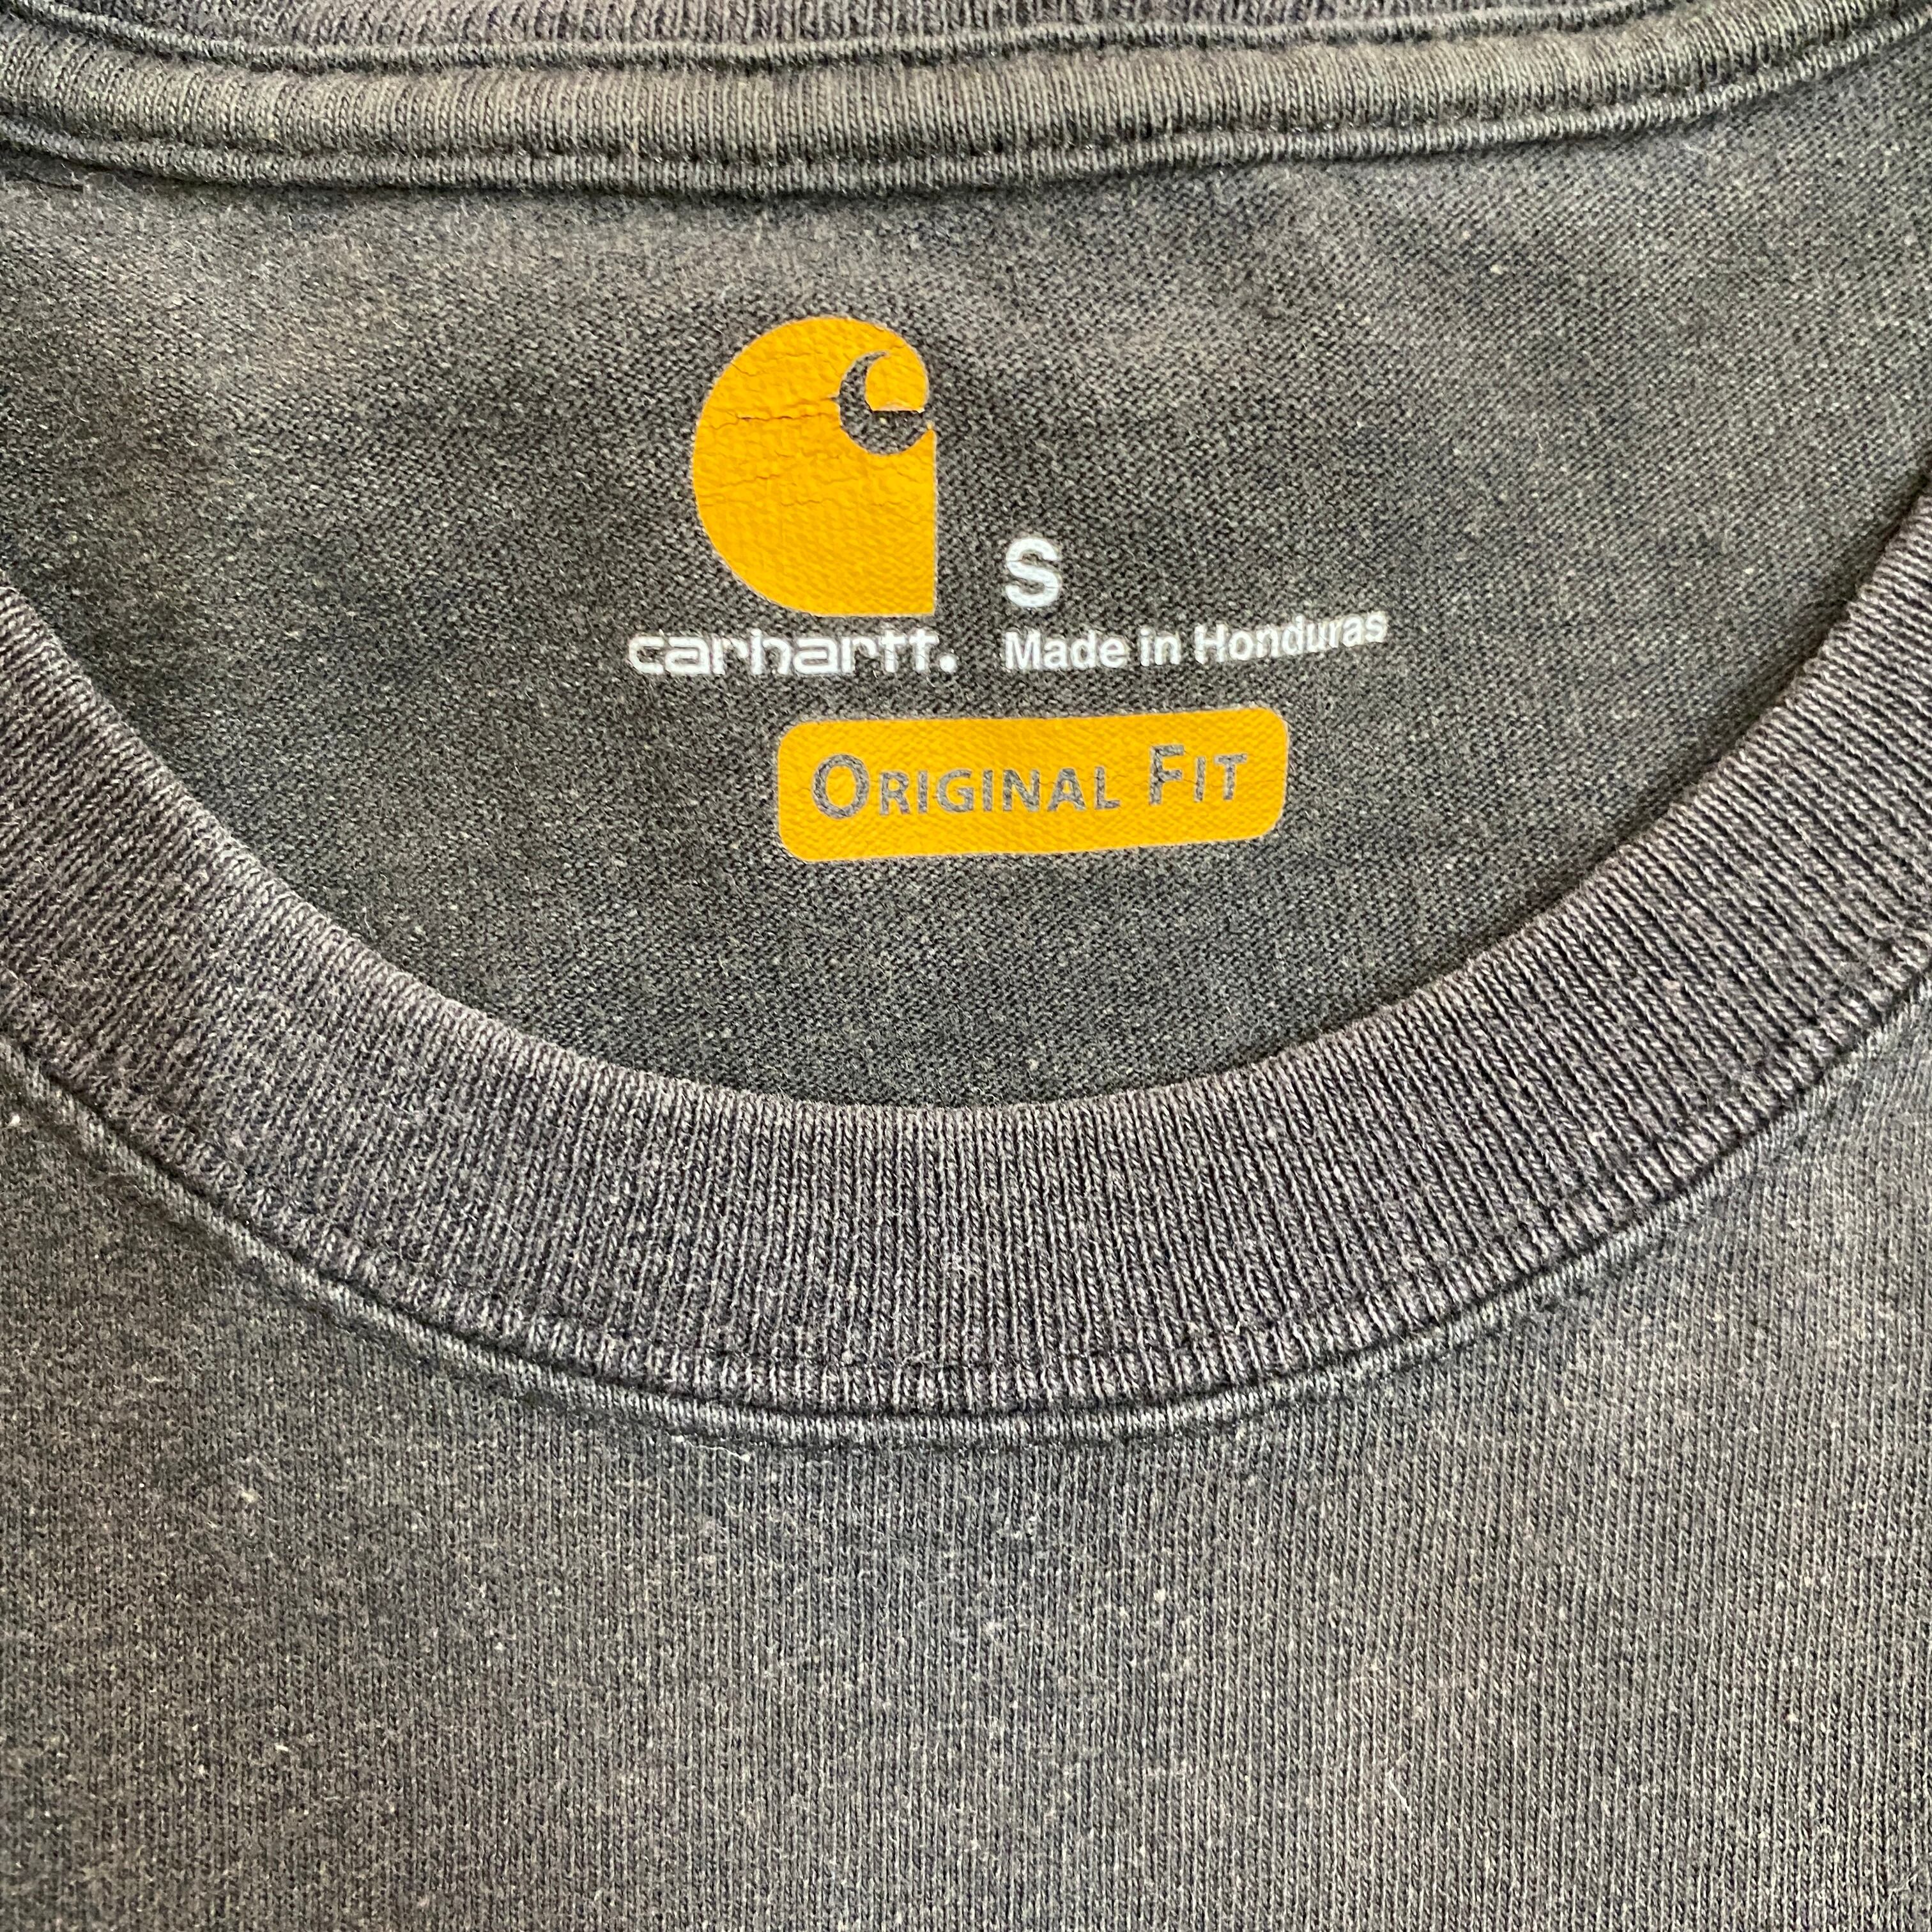 S
carhartt. Made in Honduras
ORIGINAL FIT